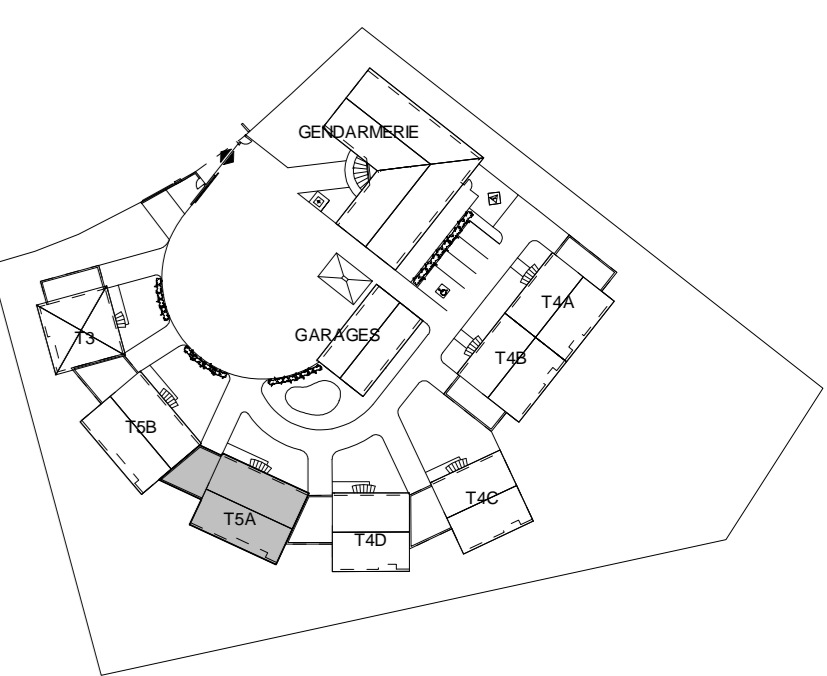 GENDARMERIE
T4A
T3
GARAGES
T4B
T5B
T4C
T5A
T4D